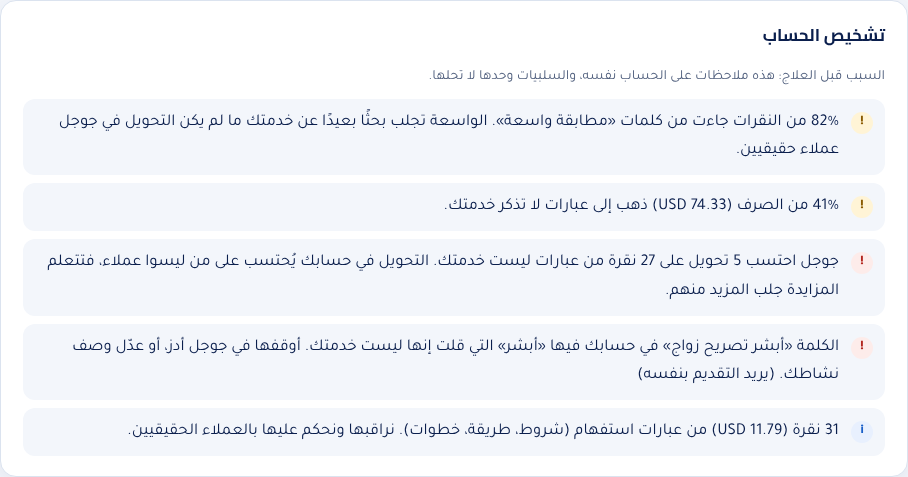 تشخيص الحساب
السبب قبل العلاج: هذه ملاحظات على الحساب نفسه، والسلبيات وحدها لا تحلها.
! 82% من النقرات جاءت من كلمات «مطابقة واسعة». الواسعة تجلب بحثًا بعيدًا عن خدمتك ما لم يكن التحويل في جوجل
عملاء حقيقيين.
! 41% من الصرف (USD 74.33) ذهب إلى عبارات لا تذكر خدمتك.
! جوجل احتسب 5 تحويل على 27 نقرة من عبارات ليست خدمتك. التحويل في حسابك يُحتسب على من ليسوا عملاء، فتتعلم
المزايدة جلب المزيد منهم.
! الكلمة «أبشر تصريح زواج» في حسابك فيها «أبشر» التي قلت إنها ليست خدمتك. أوقفها في جوجل أدز، أو عدّل وصف
نشاطك. (يريد التقديم بنفسه)
i 31 نقرة (USD 11.79) من عبارات استفهام (شروط، طريقة، خطوات). نراقبها ونحكم عليها بالعملاء الحقيقيين.